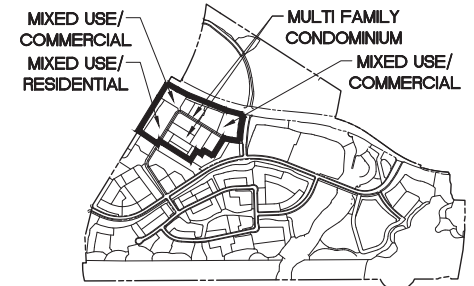 MIXED USE/
COMMERCIAL
MIXED USE/
RESIDENTIAL
MULTI FAMILY
CONDOMINIUM
MIXED USE/
COMMERCIAL